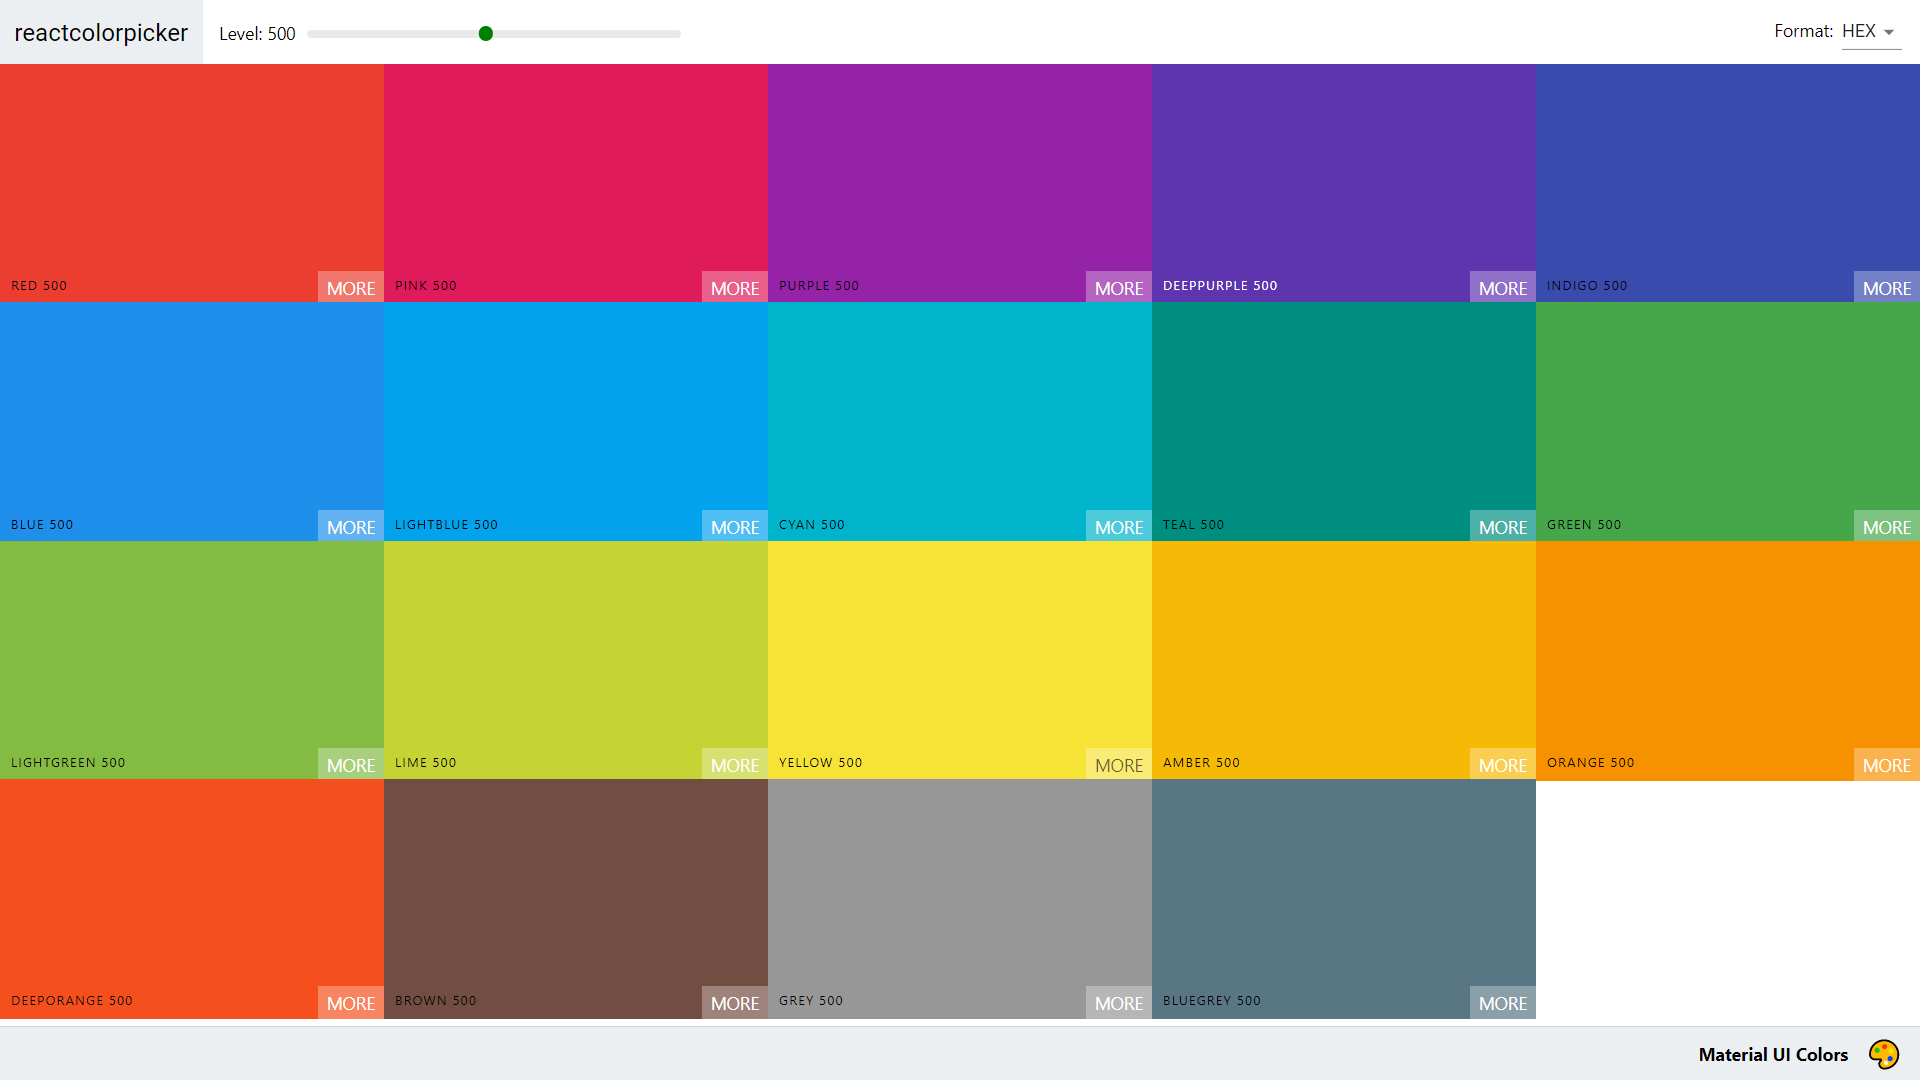 reactcolorpicker
Level: 500
Format: HEX
RED 500 MORE
PINK 500 MORE
PURPLE 500 MORE
DEEPPURPLE 500 MORE
INDIGO 500 MORE
BLUE 500 MORE
LIGHTBLUE 500 MORE
CYAN 500 MORE
TEAL 500 MORE
GREEN 500 MORE
LIGHTGREEN 500 MORE
LIME 500 MORE
YELLOW 500 MORE
AMBER 500 MORE
ORANGE 500 MORE
DEEPORANGE 500 MORE
BROWN 500 MORE
GREY 500 MORE
BLUEGREY 500 MORE
Material UI Colors